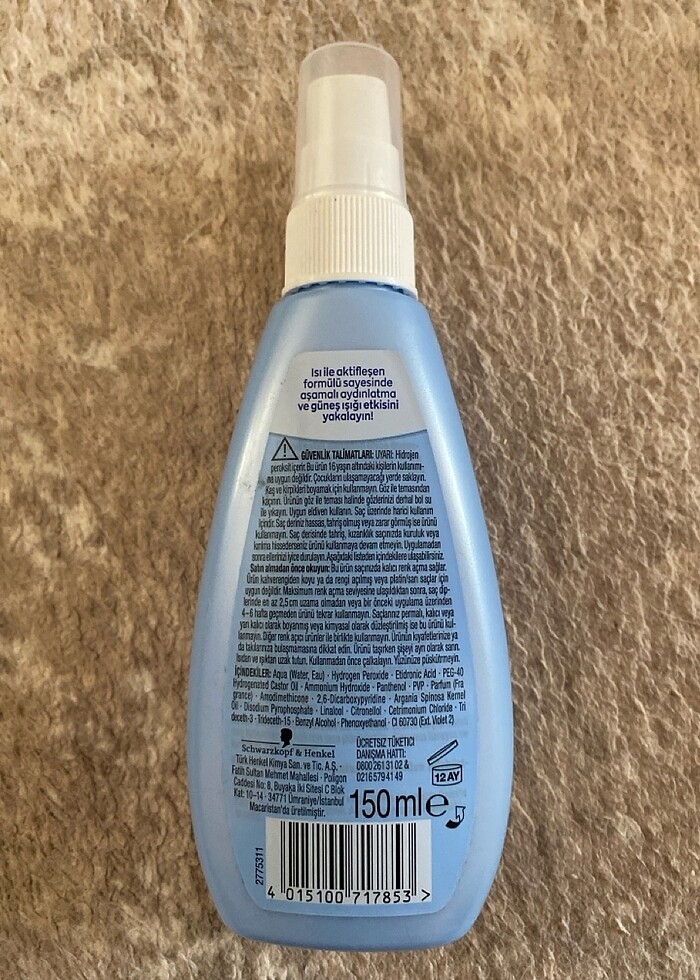 Isı ile aktifleşen
formülü sayesinde
aşamalı aydınlatma
ve güneş ışığı etkisini
yakalayın!
GÜVENLİK TALİMATLARI: UYARI: Hidrojen
peroksit içerir. Bu ürün 16 yaşın altındaki kişilerin kullanımı-
na uygun değildir. Çocukların ulaşamayacağı yerde saklayın.
Kaş ve kirpikleri boyamak için kullanmayın. Göz ile temasından
kaçının. Ürünün göz ile teması halinde gözlerinizi derhal bol su
ile yıkayın. Uygun eldiven kullanın. Saç üzerinde harici kullanım
içindir. Saç deriniz hassas, tahriş olmuş veya zarar görmüş ise ürünü
kullanmayın. Saç derisinde tahriş, kızarıklık saçınızda kuruluk veya
kırılma hissederseniz ürünü kullanmaya devam etmeyin. Uygulamadan
sonra ellerinizi iyice durulayın. Aşağıdaki listeden içindekilere ulaşabilirsiniz.
Satın almadan önce okuyun: Bu ürün saçınızda kalıcı renk açma sağlar.
Ürün kahverengiden koyu ya da rengi açılmış veya platin/sarı saçlar için
uygun değildir. Maksimum renk açma seviyesine ulaşıldıktan sonra, saç dip-
lerinde en az 2,5cm uzama olmadan veya bir önceki uygulama üzerinden
4–6 hafta geçmeden ürünü tekrar kullanmayın. Saçlarınız permalı, kalıcı veya
yarı kalıcı olarak boyanmış veya kimyasal olarak düzleştirilmiş ise bu ürünü kul-
lanmayın. Diğer renk açıcı ürünler ile birlikte kullanmayın. Ürünün kıyafetlerinize ya
da takılarınıza bulaşmamasına dikkat edin. Ürünü taşırken şişeyi ayrı olarak sarın.
Isıdan ve ışıktan uzak tutun. Kullanmadan önce çalkalayın. Yüzünüze püskürtmeyin.
İÇİNDEKİLER: Aqua (Water, Eau) · Hydrogen Peroxide · Etidronic Acid · PEG-40
Hydrogenated Castor Oil · Ammonium Hydroxide · Panthenol · PVP · Parfum (Fra
grance) · Amodimethicone · 2,6-Dicarboxypyridine · Argania Spinosa Kernel
Oil · Disodium Pyrophosphate · Linalool · Citronellol · Cetrimonium Chloride · Tri
deceth-3 · Trideceth-15 · Benzyl Alcohol · Phenoxyethanol · CI 60730 (Ext. Violet 2)
Schwarzkopf & Henkel
Türk Henkel Kimya San. ve Tic. A.Ş. -
Fatih Sultan Mehmet Mahallesi · Poligon
Caddesi No: 8, Buyaka İki Sitesi C Blok
Kat: 10–14 · 34771 Ümraniye/İstanbul
Macaristan'da üretilmiştir.
ÜCRETSİZ TÜKETİCİ
DANIŞMA HATTI:
0800 261 31 02 &
0216 579 41 49
12 AY
150 ml e
2775311
4 015100 717853 >